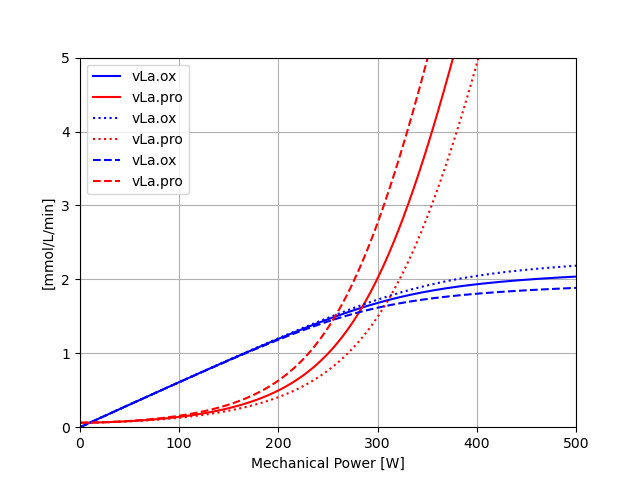 5
4
3
2
1
0
[mmol/L/min]
vLa.ox
vLa.pro
vLa.ox
vLa.pro
vLa.ox
vLa.pro
0 100 200 300 400 500
Mechanical Power [W]